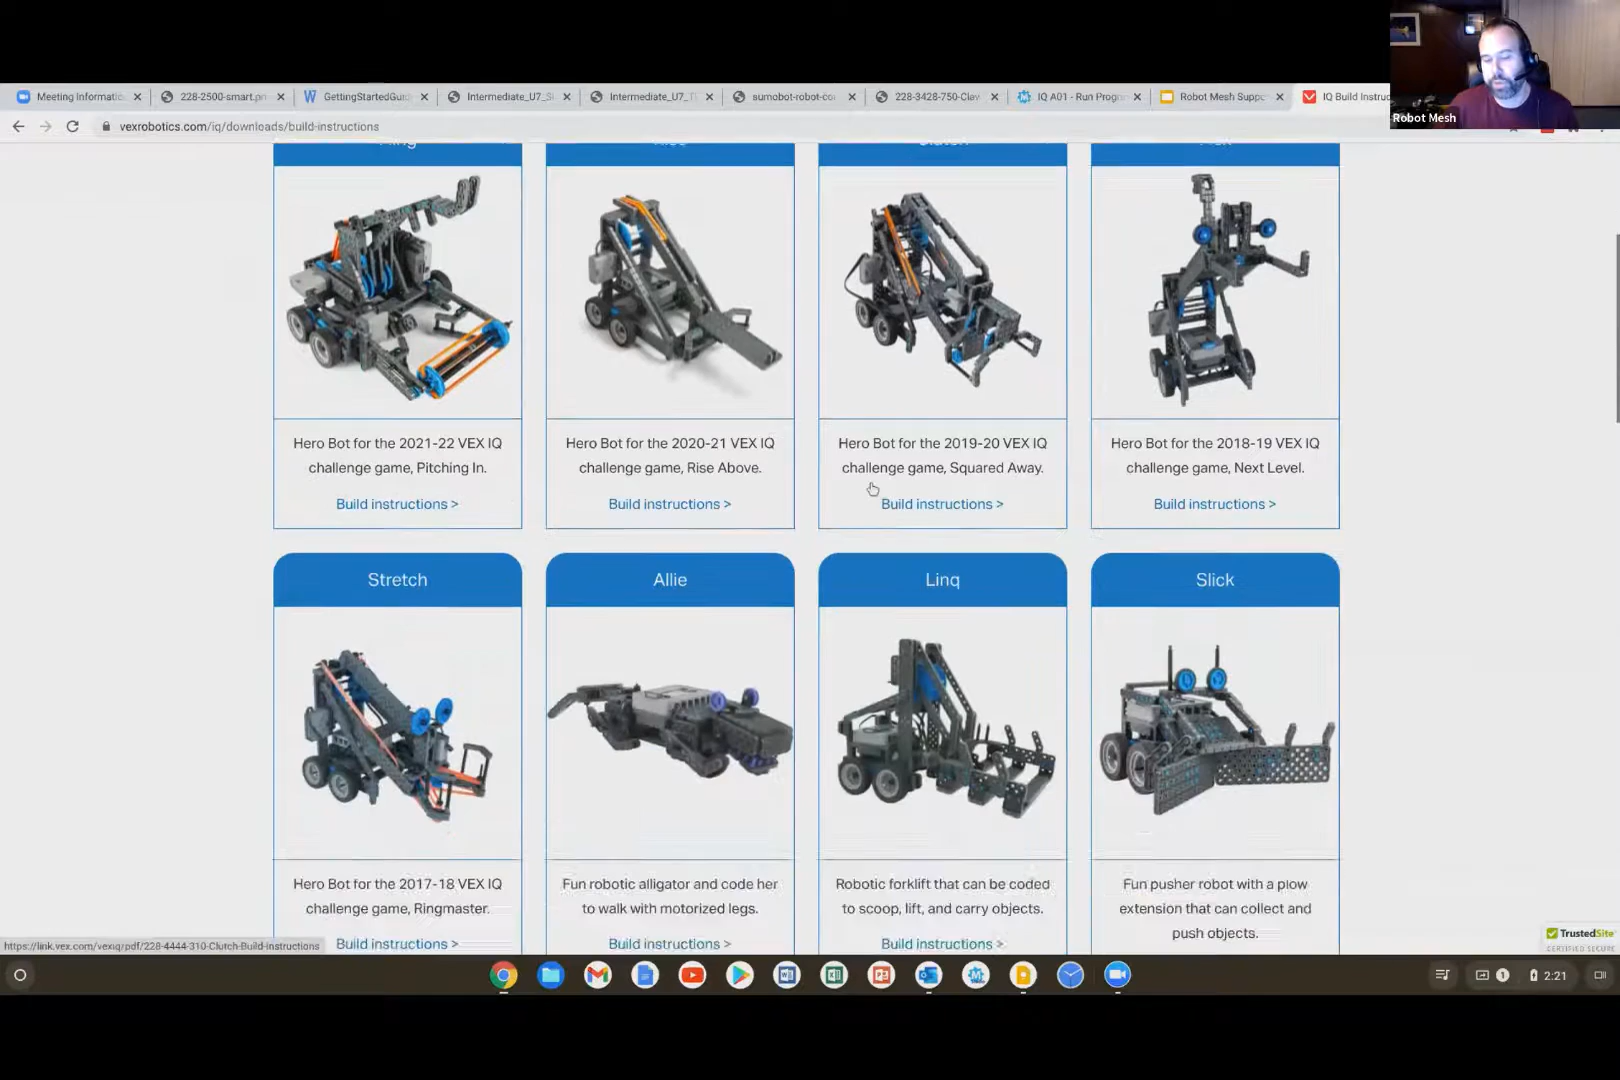 Robot Mesh
Meeting Informatic
228-2500-smart.pn
GettingStartedGuid
Intermediate_U7_
Intermediate_U7_
sumobot-robot-co
228-3428-750-Clav
IQ A01 - Run Progr
Robot Mesh Suppo
IQ Build Instruc
vexrobotics.com/iq/downloads/build-instructions
Hero Bot for the 2021-22 VEX IQ
challenge game, Pitching In.
Build instructions >
Hero Bot for the 2020-21 VEX IQ
challenge game, Rise Above.
Build instructions >
Hero Bot for the 2019-20 VEX IQ
challenge game, Squared Away.
Build instructions >
Hero Bot for the 2018-19 VEX IQ
challenge game, Next Level.
Build instructions >
Stretch
Allie
Linq
Slick
Hero Bot for the 2017-18 VEX IQ
challenge game, Ringmaster.
Build instructions >
Fun robotic alligator and code her
to walk with motorized legs.
Build instructions >
Robotic forklift that can be coded
to scoop, lift, and carry objects.
Build instructions >
Fun pusher robot with a plow
extension that can collect and
push objects.
https://link.vex.com/vexiq/pdf/228-4444-310-Clutch-Build-instructions
TrustedSite
CERTIFIED SECURE
1
2:21